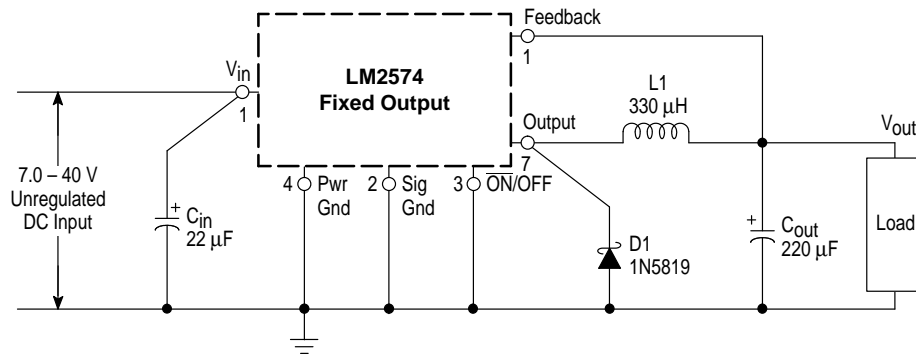 Feedback
1
LM2574
Fixed Output
Vin
1
L1
330 μH
Output
7
Vout
7.0 – 40 V
Unregulated
DC Input
4 Pwr
Gnd
2 Sig
Gnd
3 ON/OFF
Cin
22 μF
+
D1
1N5819
+
Cout
220 μF
Load